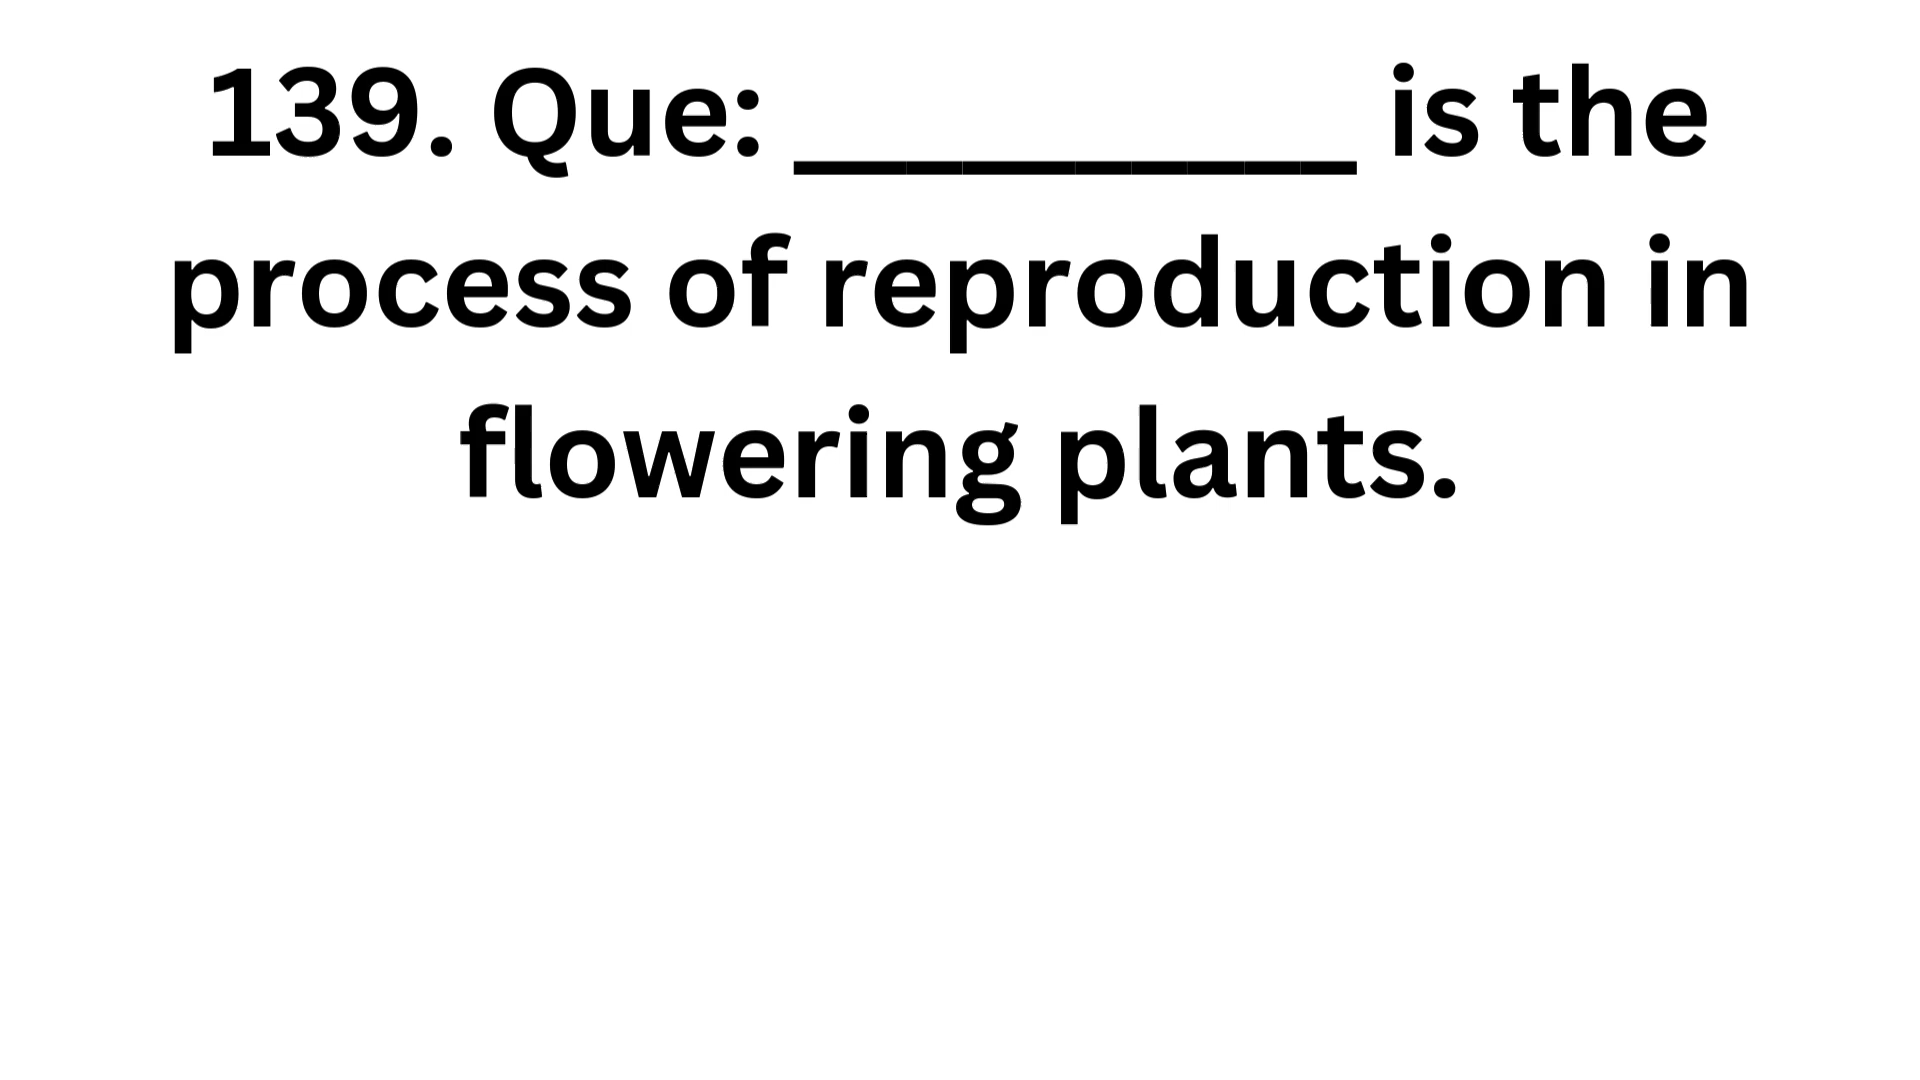 139. Que: __________ is the
process of reproduction in
flowering plants.